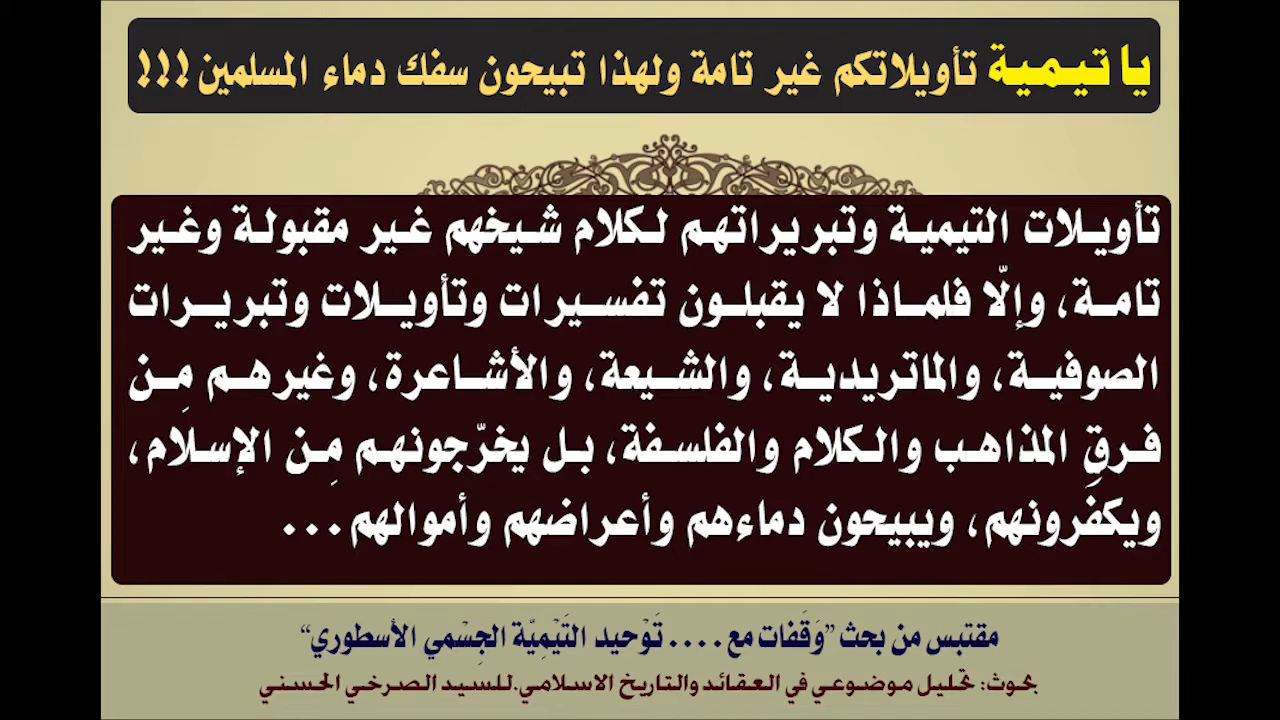 يا تيمية تأويلاتكم غير تامة ولهذا تبيحون سفك دماء المسلمين !!!
تأويلات التيمية وتبريراتهم لكلام شيخهم غير مقبولة وغير
تامة، وإلّا فلماذا لا يقبلون تفسيرات وتأويلات وتبريرات
الصوفية، والماتريدية، والشيعة، والأشاعرة، وغيرهم مِن
فرقِ المذاهب والكلام والفلسفة، بل يخرّجونهم مِن الإسلام،
ويكفرونهم، ويبيحون دماءهم وأعراضهم وأموالهم...
مقتبس من بحث "وَقَفات مع.... تَوْحيد التَيْمِيَّة الجِسْمي الأسطوري"
بحوث: تحليل موضوعي في العقائد والتاريخ الاسلامي.للسيد الصرخي الحسني